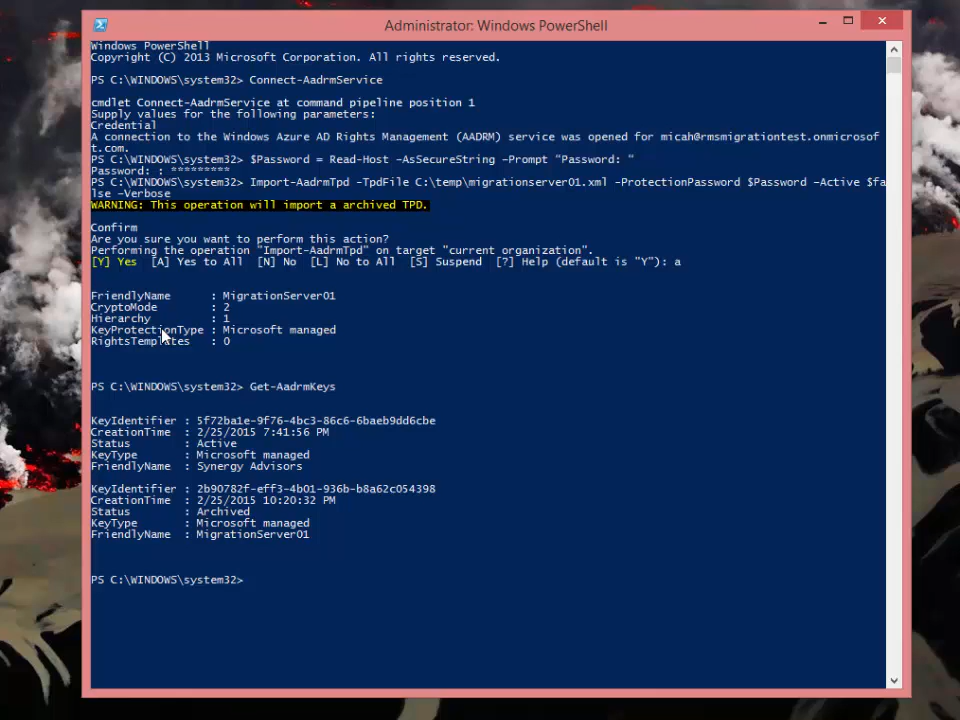 Administrator: Windows PowerShell
Windows PowerShell
Copyright (C) 2013 Microsoft Corporation. All rights reserved.
PS C:\WINDOWS\system32> Connect-AadrmService
cmdlet Connect-AadrmService at command pipeline position 1
Supply values for the following parameters:
Credential
A connection to the Windows Azure AD Rights Management (AADRM) service was opened for micah@rmsmigrationtest.onmicrosof
t.com.
PS C:\WINDOWS\system32> $Password = Read-Host -AsSecureString -Prompt "Password: "
Password: : *********
PS C:\WINDOWS\system32> Import-AadrmTpd -TpdFile C:\temp\migrationserver01.xml -ProtectionPassword $Password -Active $fa
lse -Verbose
WARNING: This operation will import a archived TPD.
Confirm
Are you sure you want to perform this action?
Performing the operation "Import-AadrmTpd" on target "current organization".
[Y] Yes  [A] Yes to All  [N] No  [L] No to All  [S] Suspend  [?] Help (default is "Y"): a
FriendlyName      : MigrationServer01
CryptoMode        : 2
Hierarchy         : 1
KeyProtectionType : Microsoft managed
RightsTemplates   : 0
PS C:\WINDOWS\system32> Get-AadrmKeys
KeyIdentifier : 5f72ba1e-9f76-4bc3-86c6-6baeb9dd6cbe
CreationTime  : 2/25/2015 7:41:56 PM
Status        : Active
KeyType       : Microsoft managed
FriendlyName  : Synergy Advisors
KeyIdentifier : 2b90782f-eff3-4b01-936b-b8a62c054398
CreationTime  : 2/25/2015 10:20:32 PM
Status        : Archived
KeyType       : Microsoft managed
FriendlyName  : MigrationServer01
PS C:\WINDOWS\system32>